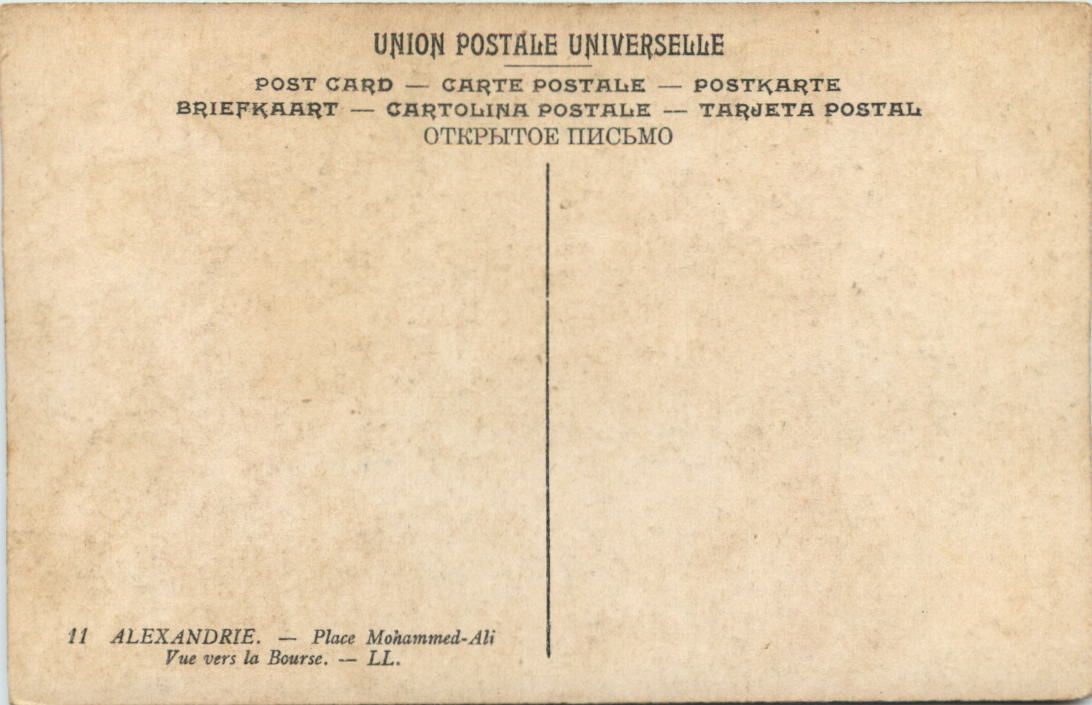 UNION POSTALE UNIVERSELLE
POST CARD — CARTE POSTALE — POSTKARTE
BRIEFKAART — CARTOLINA POSTALE — TARJETA POSTAL
ОТКРЫТОЕ ПИСЬМО
11 ALEXANDRIE. — Place Mohammed-Ali
Vue vers la Bourse. — LL.